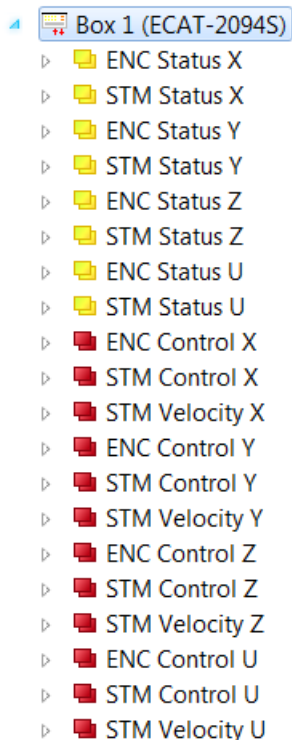 Box 1 (ECAT-2094S)
ENC Status X
STM Status X
ENC Status Y
STM Status Y
ENC Status Z
STM Status Z
ENC Status U
STM Status U
ENC Control X
STM Control X
STM Velocity X
ENC Control Y
STM Control Y
STM Velocity Y
ENC Control Z
STM Control Z
STM Velocity Z
ENC Control U
STM Control U
STM Velocity U